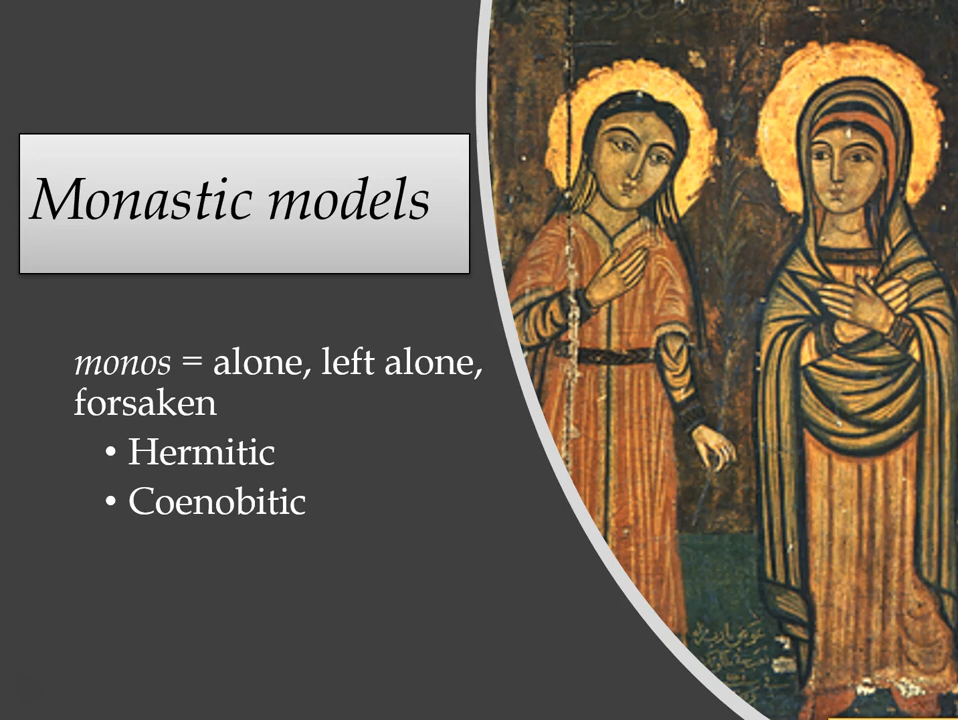 Monastic models
monos = alone, left alone,
forsaken
• Hermitic
• Coenobitic